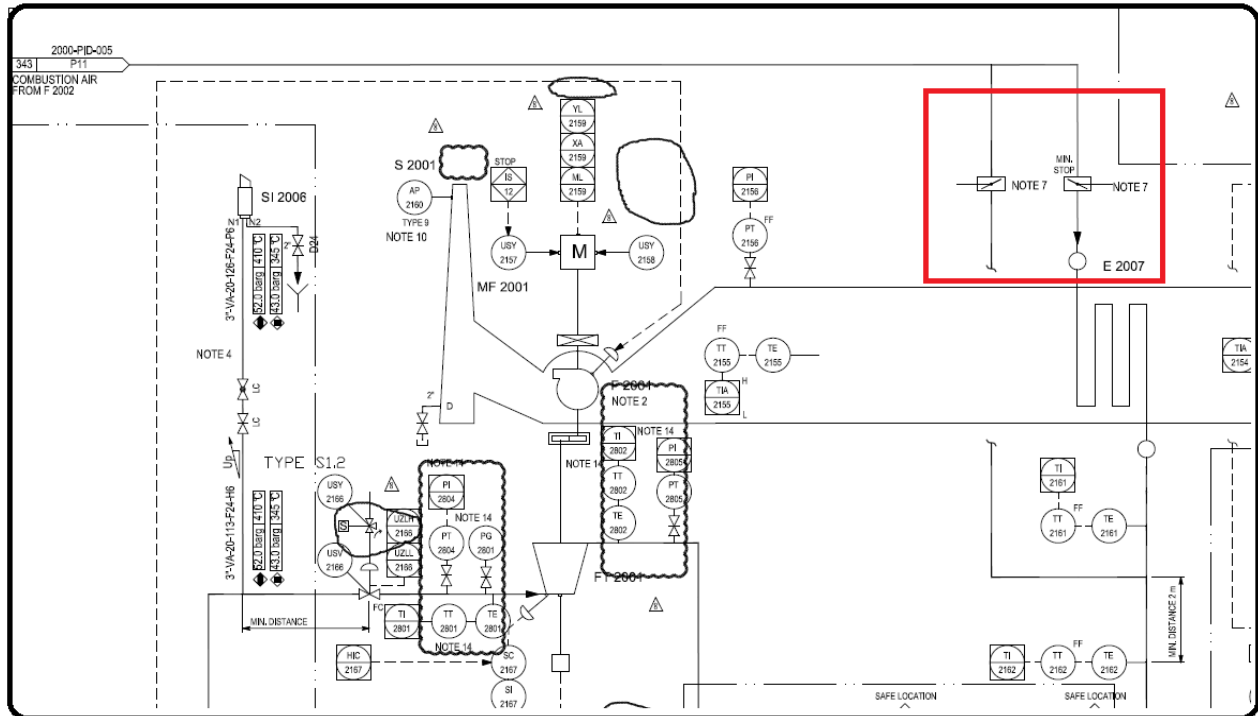 2000-PID-005
343 P11
COMBUSTION AIR
FROM F 2002
YL
2159
XA
2159
ML
2159
S 2001
STOP
IS
12
AP
2160
TYPE 9
NOTE 10
USY
2157
M
USY
2158
MF 2001
PI
2156
PT
2156
FF
MIN.
STOP
NOTE 7
NOTE 7
E 2007
SI 2006
N1
N2
2"
D24
3"-VA-20-126-F24-P6
52.0 barg 410 °C
43.0 barg 345 °C
NOTE 4
LC
LC
Up
TYPE S1.2
3"-VA-20-113-F24-H6
52.0 barg 410 °C
43.0 barg 345 °C
MIN. DISTANCE
2"
D
F 2001
NOTE 2
FF
TT
2155
TE
2155
TIA
2155
H
L
TIA
2154
NOTE 14
NOTE 14
NOTE 14
TI
2802
TT
2802
TE
2802
PI
2805
PT
2805
USY
2166
S
UZLH
2166
USV
2166
UZLL
2166
FC
PI
2804
NOTE 14
PT
2804
PG
2801
TI
2801
TT
2801
TE
2801
NOTE 14
FT 2001
HIC
2167
SC
2167
SI
2167
TI
2161
FF
TT
2161
TE
2161
MIN. DISTANCE 2 m
TI
2162
FF
TT
2162
TE
2162
SAFE LOCATION
SAFE LOCATION